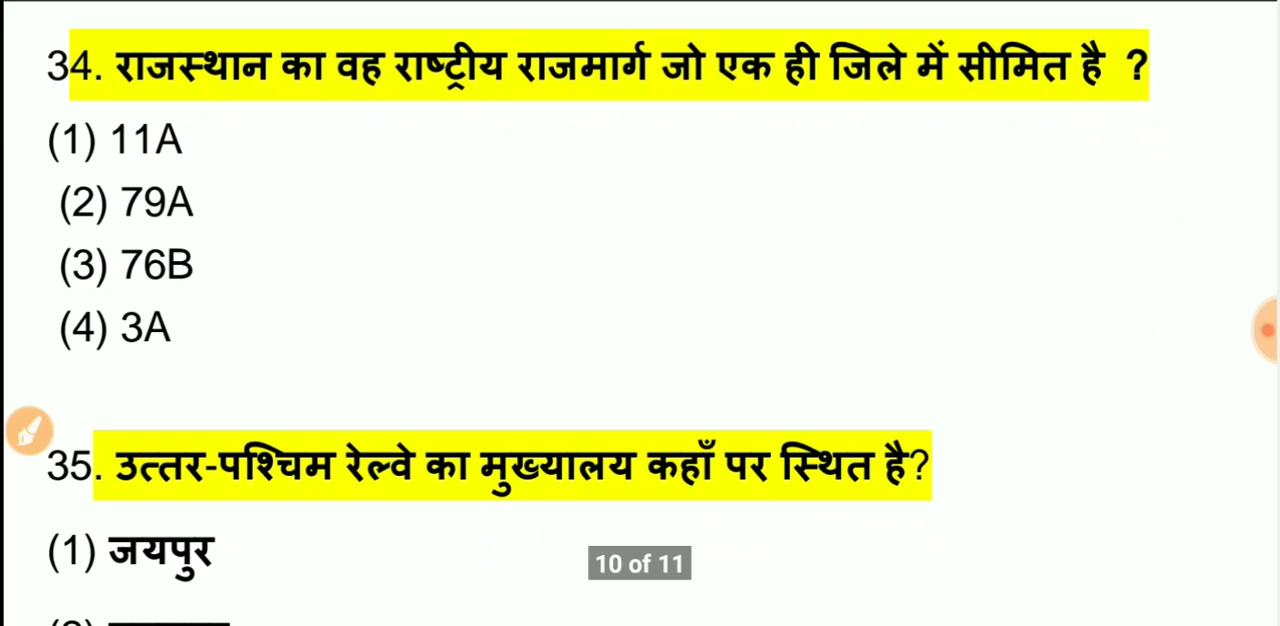 34. राजस्थान का वह राष्ट्रीय राजमार्ग जो एक ही जिले में सीमित है ?
(1) 11A
(2) 79A
(3) 76B
(4) 3A
35. उत्तर-पश्चिम रेल्वे का मुख्यालय कहाँ पर स्थित है?
(1) जयपुर
10 of 11